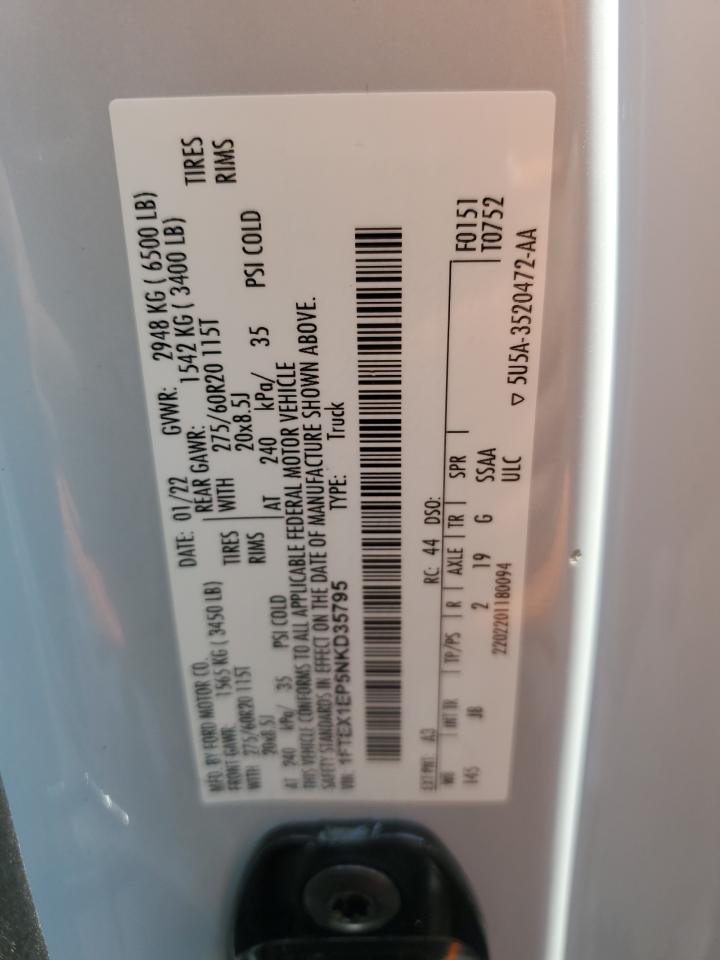 MFD. BY FORD MOTOR CO.
DATE: 01/22 GVWR: 2948 KG ( 6500 LB)
FRONT GAWR: 1565 KG ( 3450 LB) REAR GAWR: 1542 KG ( 3400 LB)
WITH 275/60R20 115T TIRES WITH 275/60R20 115T TIRES
20x8.5J RIMS 20x8.5J RIMS
AT 240 kPa/ 35 PSI COLD AT 240 kPa/ 35 PSI COLD
THIS VEHICLE CONFORMS TO ALL APPLICABLE FEDERAL MOTOR VEHICLE
SAFETY STANDARDS IN EFFECT ON THE DATE OF MANUFACTURE SHOWN ABOVE.
VIN: 1FTEX1EP5NKD35795 TYPE: Truck
EXT PNT: A3 RC: 44 DSO: F0151
WB INT TR TP/PS R AXLE TR SPR T0752
145 JB 2 19 G SSAA
2202201180094 ULC ▽ 5U5A-3520472-AA